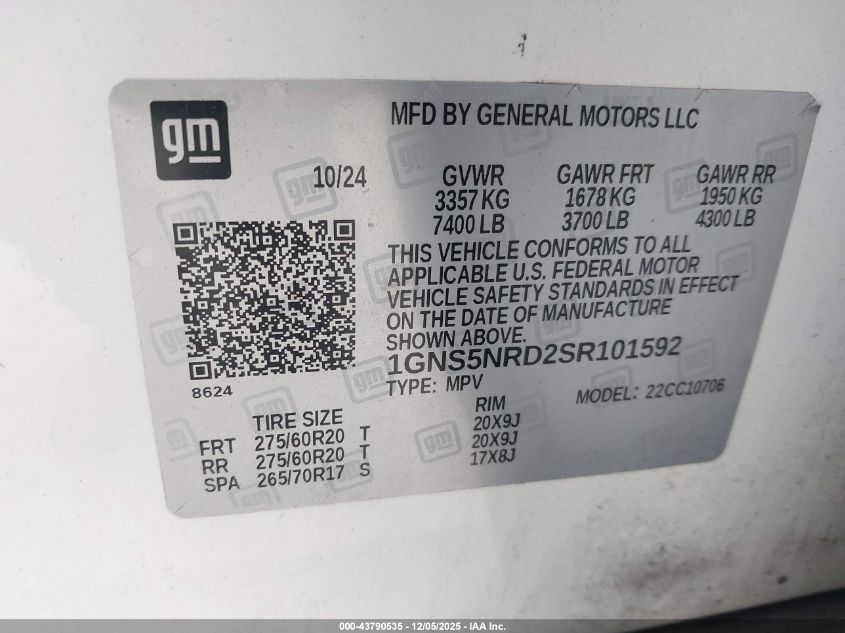 gm
MFD BY GENERAL MOTORS LLC
10/24
GVWR GAWR FRT GAWR RR
3357 KG 1678 KG 1950 KG
7400 LB 3700 LB 4300 LB
THIS VEHICLE CONFORMS TO ALL
APPLICABLE U.S. FEDERAL MOTOR
VEHICLE SAFETY STANDARDS IN EFFECT
ON THE DATE OF MANUFACTURE
SHOWN ABOVE.
1GNS5NRD2SR101592
8624
TYPE: MPV MODEL: 22CC10706
TIRE SIZE RIM
FRT 275/60R20 T 20X9J
RR 275/60R20 T 20X9J
SPA 265/70R17 S 17X8J
000-43790535 - 12/05/2025 - IAA Inc.